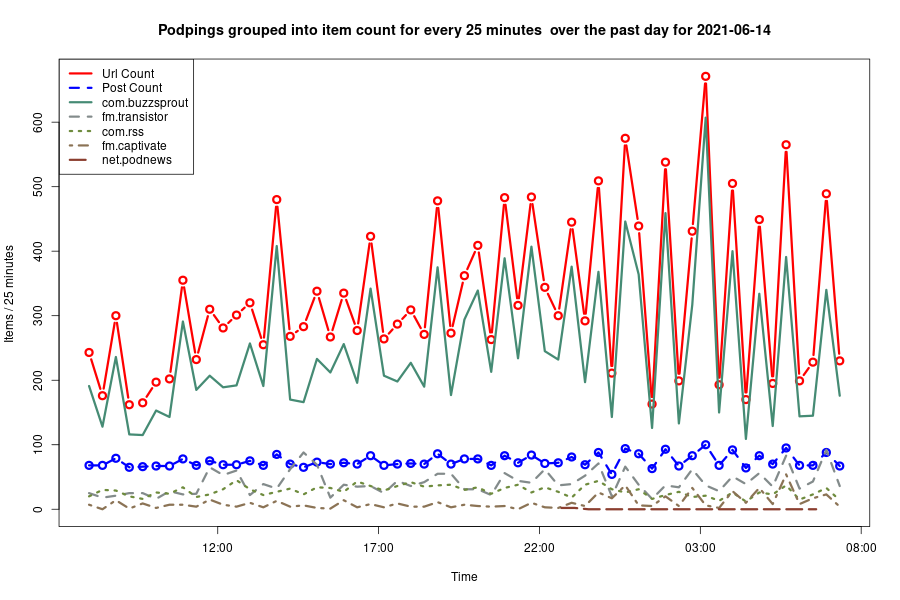 Podpings grouped into item count for every 25 minutes  over the past day for 2021-06-14
Url Count
Post Count
com.buzzsprout
fm.transistor
com.rss
fm.captivate
net.podnews
Items / 25 minutes
600
500
400
300
200
100
0
12:00
17:00
22:00
03:00
08:00
Time